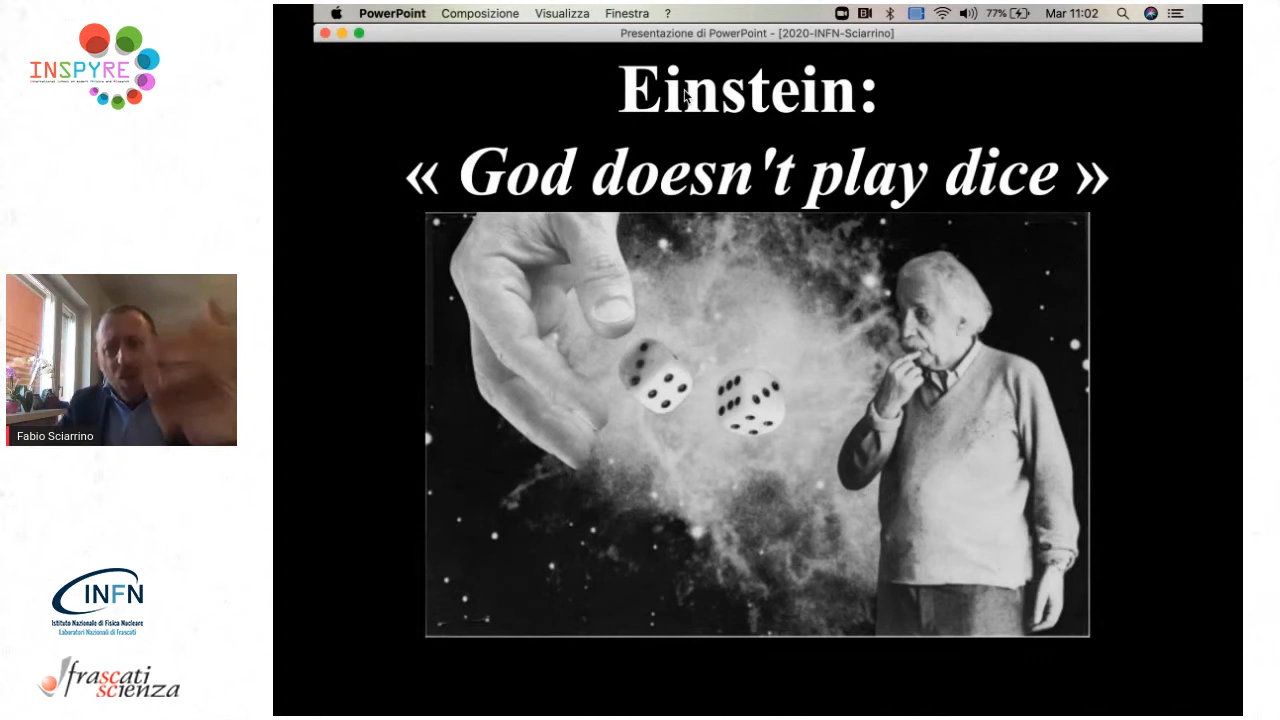 INSPYRE
PowerPoint Composizione Visualizza Finestra ? 77% Mar 11:02
Presentazione di PowerPoint - [2020-INFN-Sciarrino]
Einstein:
« God doesn't play dice »
Fabio Sciarrino
INFN
Istituto Nazionale di Fisica Nucleare
Laboratori Nazionali di Frascati
frascati
scienza